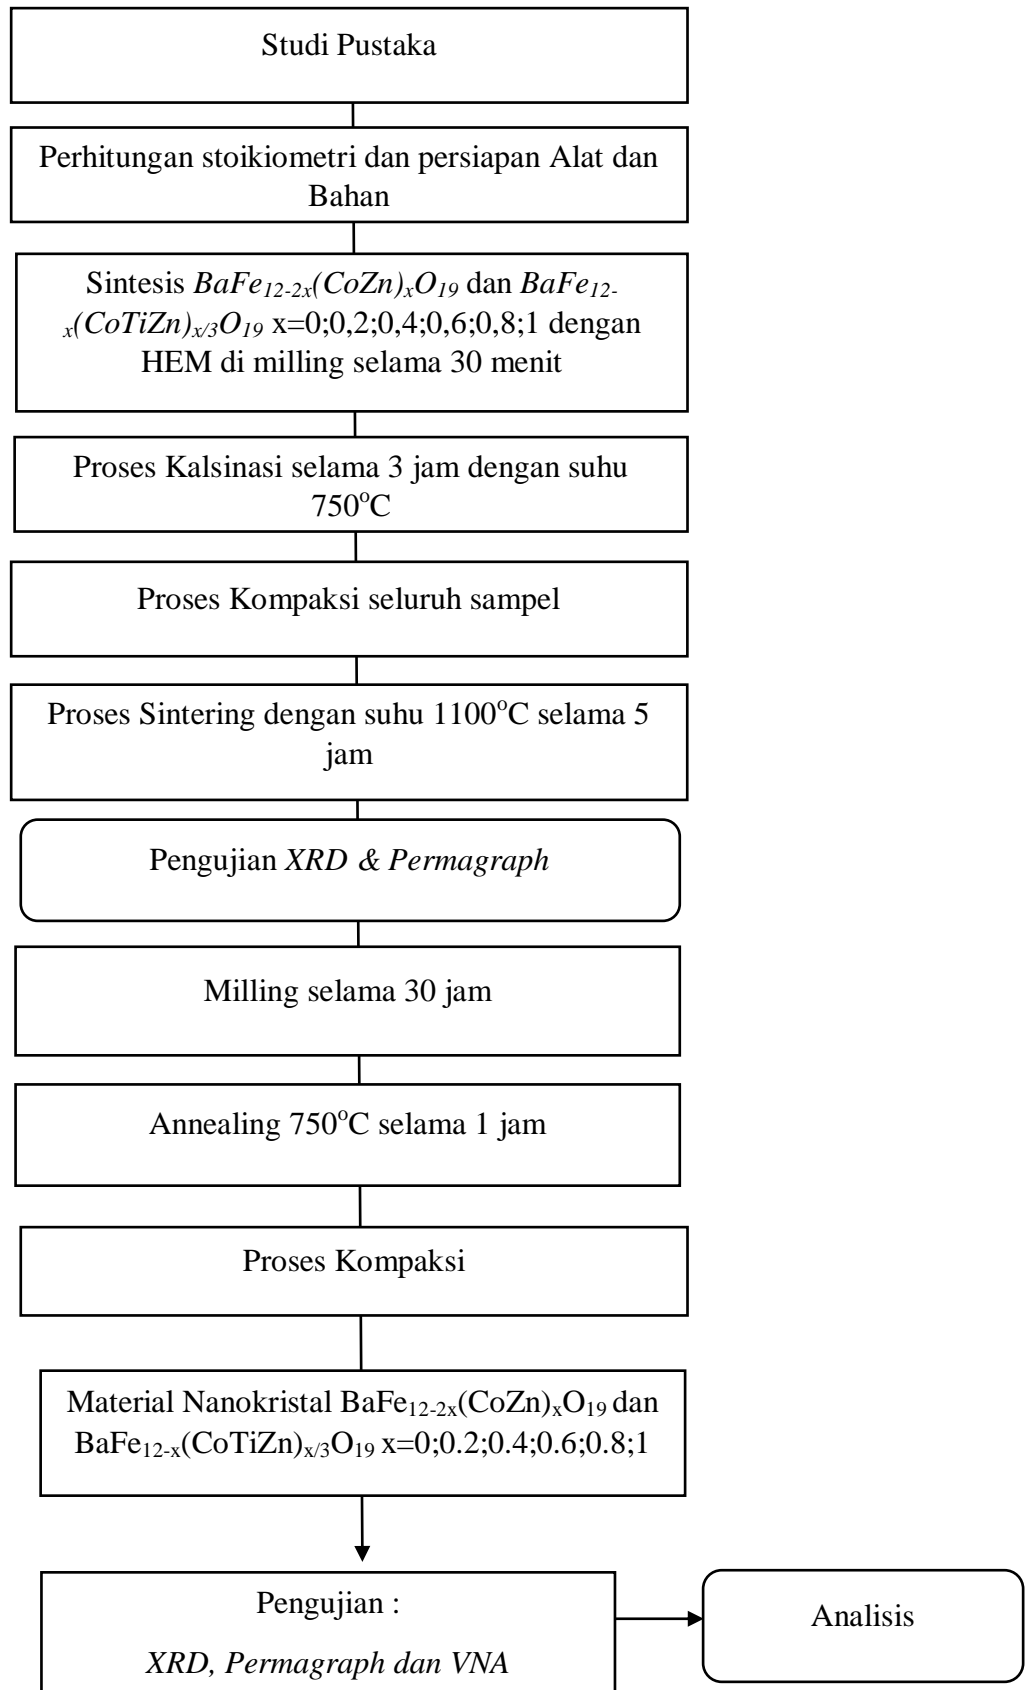 Studi Pustaka
Perhitungan stoikiometri dan persiapan Alat dan
Bahan
Sintesis BaFe₁₂₋₂ₓ(CoZn)ₓO₁₉ dan BaFe₁₂₋
ₓ(CoTiZn)ₓ/₃O₁₉ x=0;0,2;0,4;0,6;0,8;1 dengan
HEM di milling selama 30 menit
Proses Kalsinasi selama 3 jam dengan suhu
750°C
Proses Kompaksi seluruh sampel
Proses Sintering dengan suhu 1100°C selama 5
jam
Pengujian XRD & Permagraph
Milling selama 30 jam
Annealing 750°C selama 1 jam
Proses Kompaksi
Material Nanokristal BaFe₁₂₋₂ₓ(CoZn)ₓO₁₉ dan
BaFe₁₂₋ₓ(CoTiZn)ₓ/₃O₁₉ x=0;0.2;0.4;0.6;0.8;1
Pengujian :
XRD, Permagraph dan VNA
Analisis